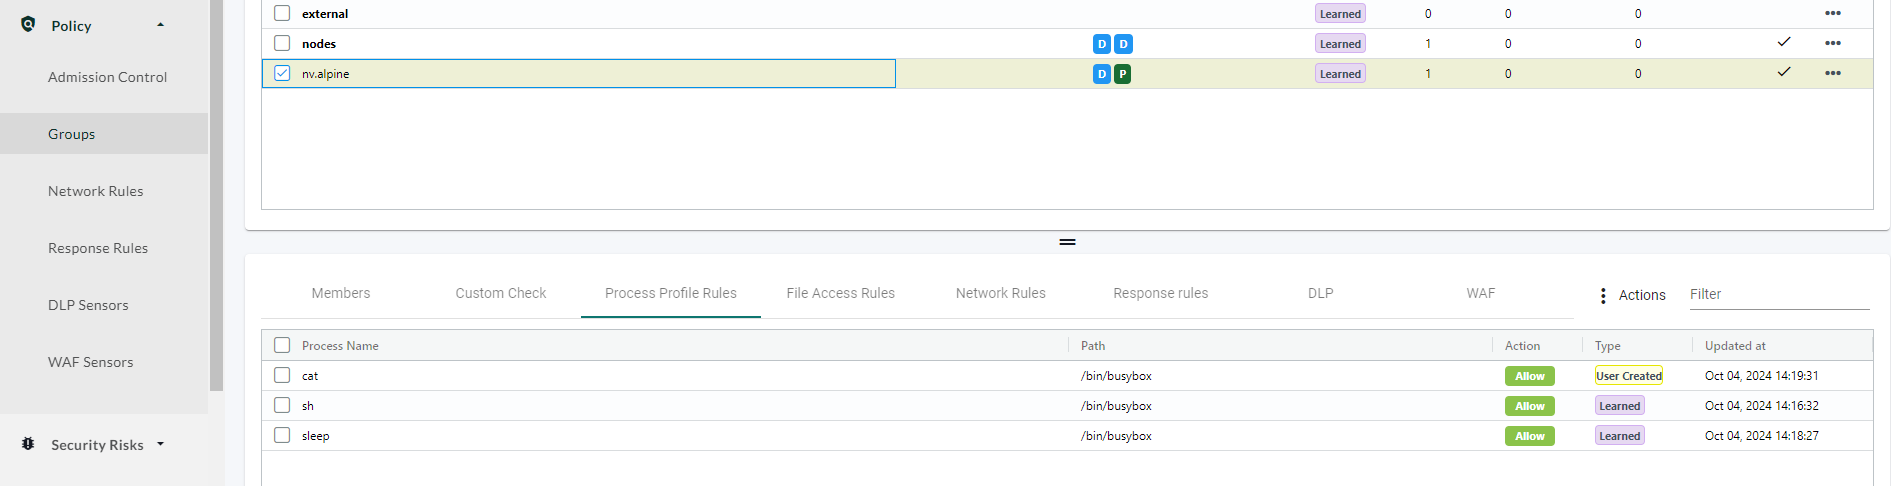 Policy
Admission Control
Groups
Network Rules
Response Rules
DLP Sensors
WAF Sensors
Security Risks
external Learned 0 0 0
nodes D D Learned 1 0 0
nv.alpine D P Learned 1 0 0
Members Custom Check Process Profile Rules File Access Rules Network Rules Response rules DLP WAF Actions Filter
Process Name Path Action Type Updated at
cat /bin/busybox Allow User Created Oct 04, 2024 14:19:31
sh /bin/busybox Allow Learned Oct 04, 2024 14:16:32
sleep /bin/busybox Allow Learned Oct 04, 2024 14:18:27